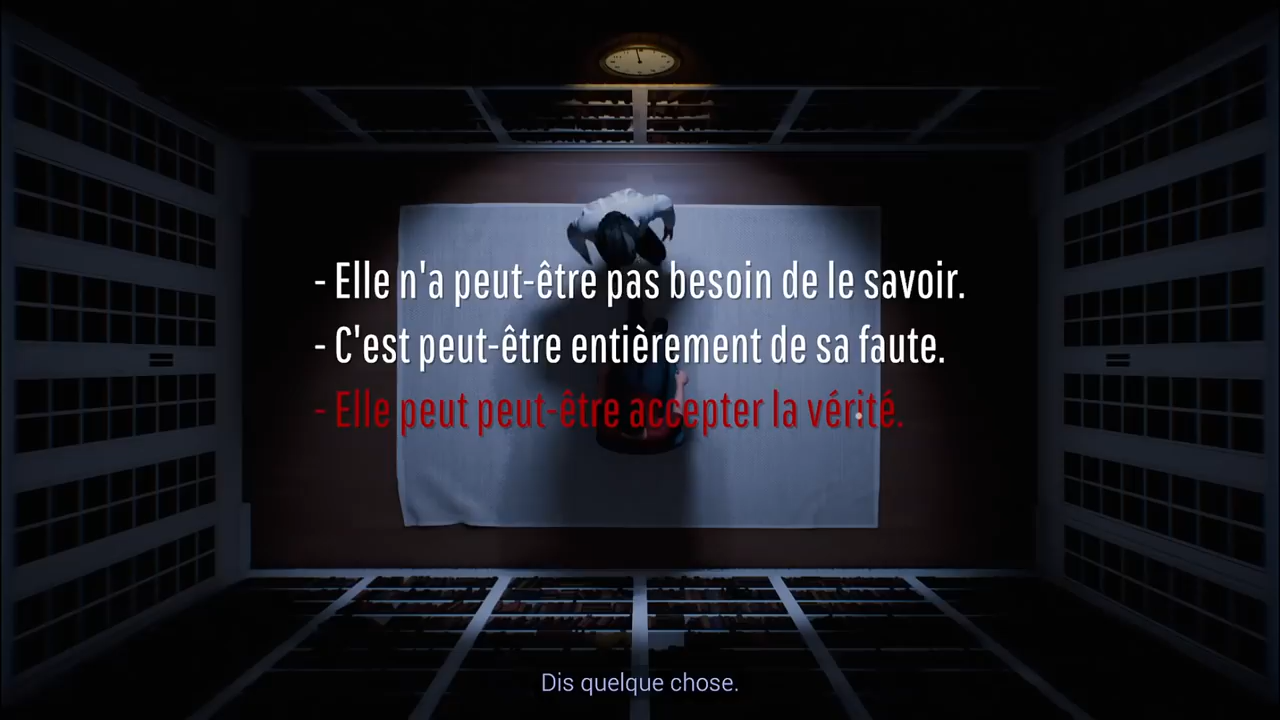 - Elle n'a peut-être pas besoin de le savoir.
- C'est peut-être entièrement de sa faute.
- Elle peut peut-être accepter la vérité.
Dis quelque chose.